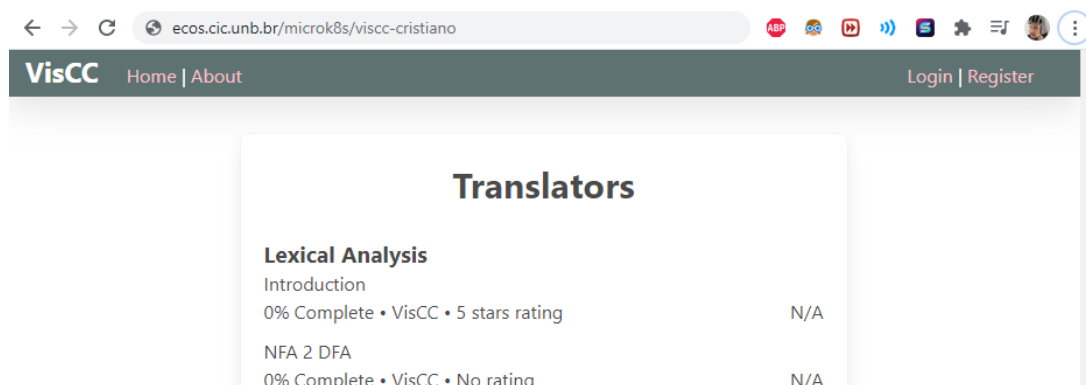 ecos.cic.unb.br/microk8s/viscc-cristiano
ABP
VisCC Home | About Login | Register
Translators
Lexical Analysis
Introduction
0% Complete • VisCC • 5 stars rating N/A
NFA 2 DFA
0% Complete • VisCC • No rating N/A